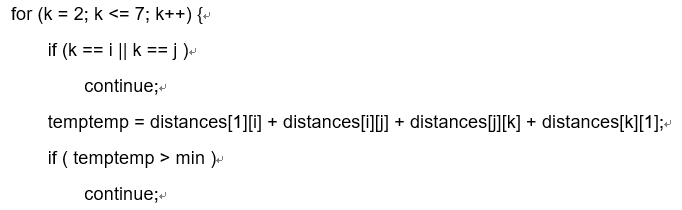 for (k = 2; k <= 7; k++) {
if (k == i || k == j )
continue;
temptemp = distances[1][i] + distances[i][j] + distances[j][k] + distances[k][1];
if ( temptemp > min )
continue;